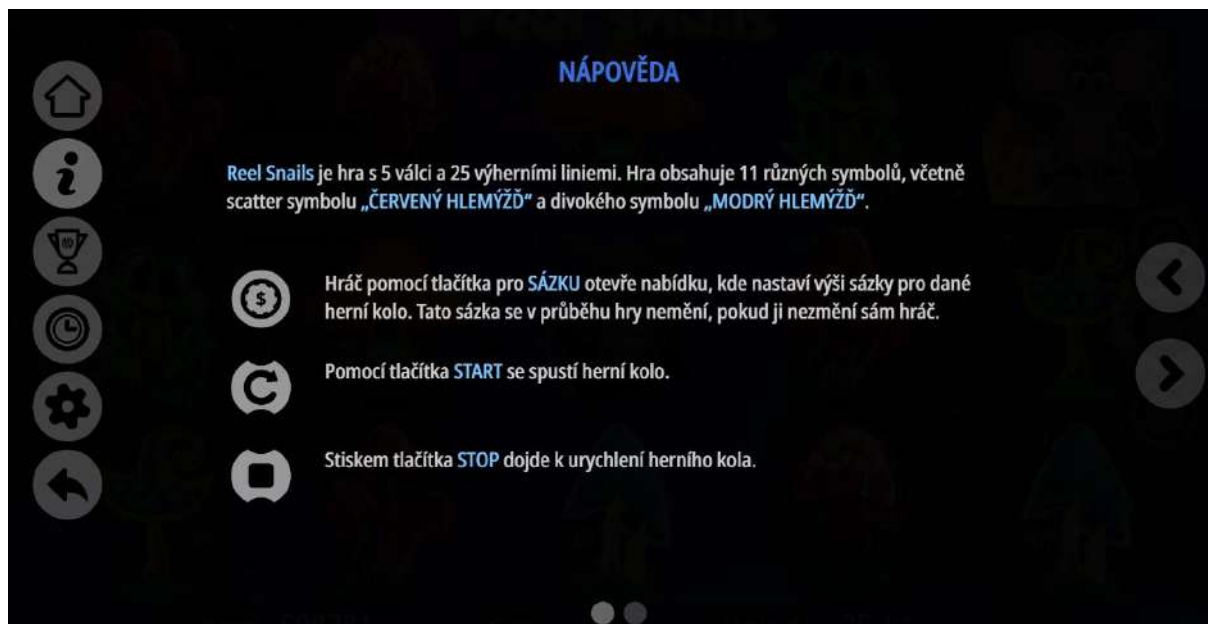 NÁPOVĚDA
Reel Snails je hra s 5 válci a 25 výherními liniemi. Hra obsahuje 11 různých symbolů, včetně
scatter symbolu „ČERVENÝ HLEMÝŽĎ“ a divokého symbolu „MODRÝ HLEMÝŽĎ“.
Hráč pomocí tlačítka pro SÁZKU otevře nabídku, kde nastaví výši sázky pro dané
herní kolo. Tato sázka se v průběhu hry nemění, pokud ji nezmění sám hráč.
Pomocí tlačítka START se spustí herní kolo.
Stiskem tlačítka STOP dojde k urychlení herního kola.